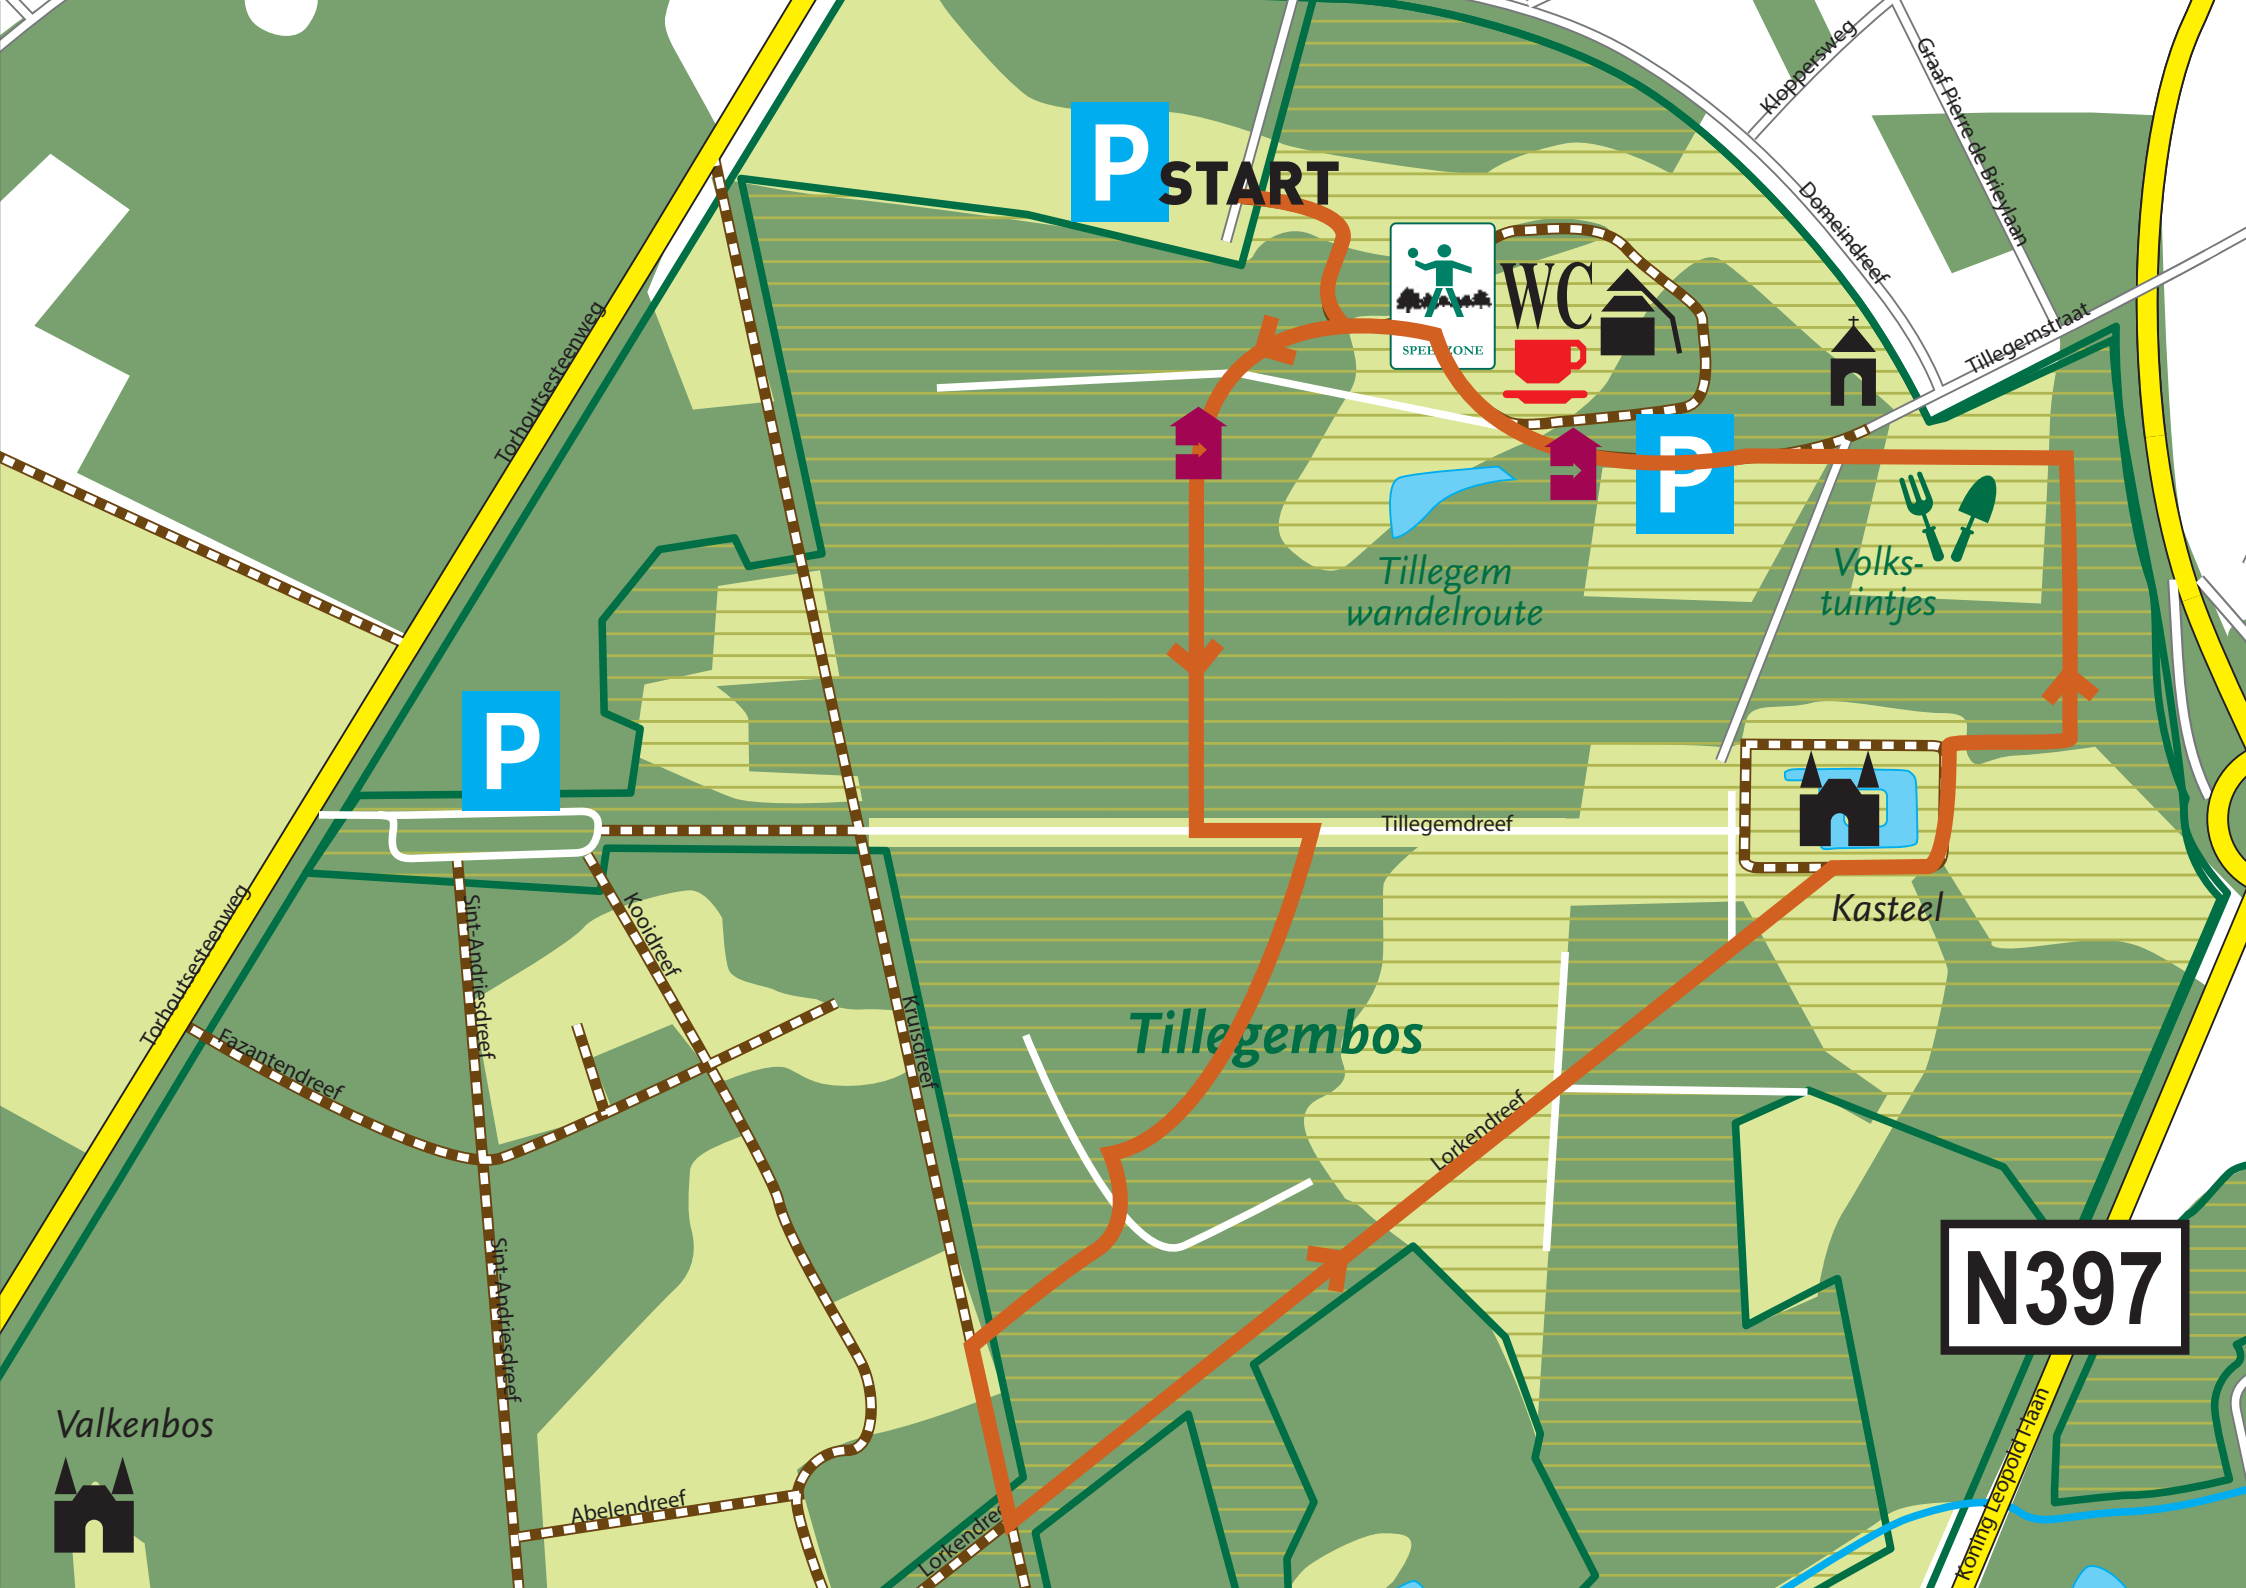 Kloppersweg
Graaf Pierre de Brieylaan
P
START
Domeindreef
WC
SPEELZONE
Tillegemstraat
Torhoutsesteenweg
P
Tillegem
wandelroute
Volks-
tuintjes
P
Tillegemdreef
Kasteel
Torhoutsesteenweg
Sint-Andriesdreef
Kooidreef
Kruisdreef
Fazantendreef
Tillegembos
Lorkendreef
N397
Sint-Andriesdreef
Valkenbos
Abelendreef
Lorkendreef
Koning Leopold I-laan